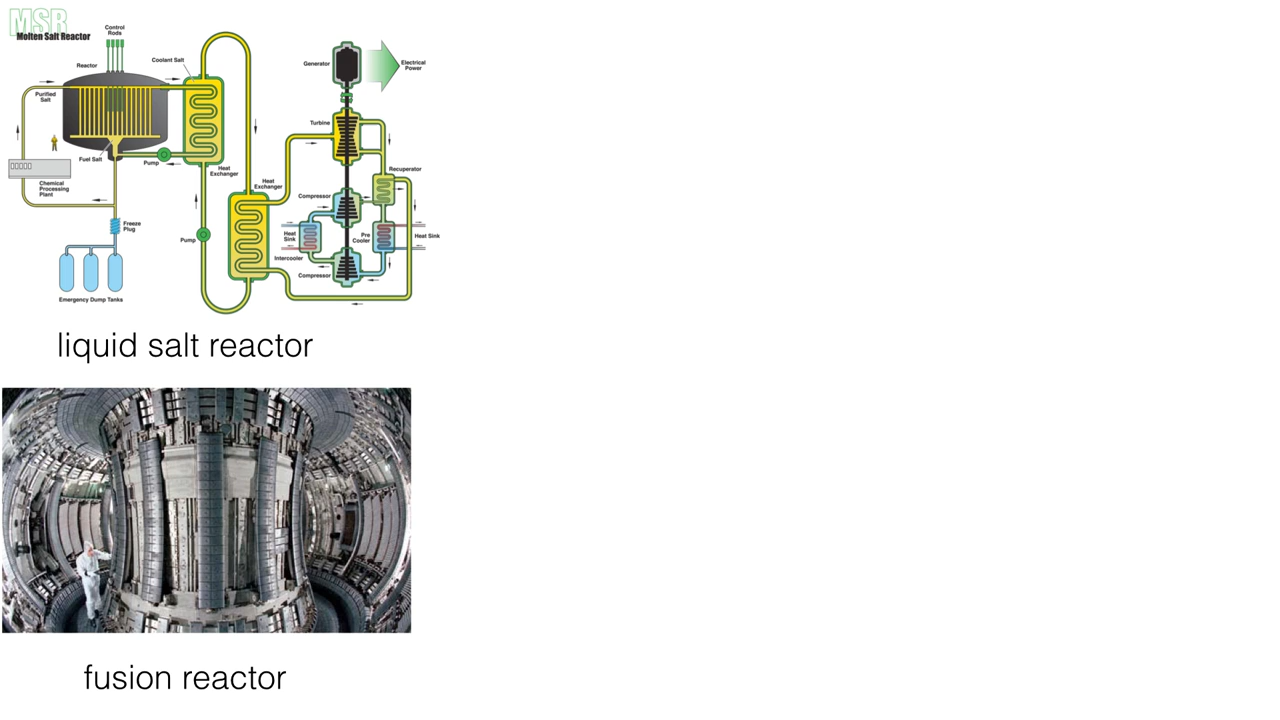 MSR
Molten Salt Reactor
Control
Rods
Reactor
Coolant Salt
Purified
Salt
Fuel Salt
Pump
Heat
Exchanger
Chemical
Processing
Plant
Freeze
Plug
Emergency Dump Tanks
Pump
Heat
Exchanger
Generator
Electrical
Power
Turbine
Recuperator
Compressor
Heat
Sink
Pre
Cooler
Heat Sink
Intercooler
Compressor
liquid salt reactor
fusion reactor